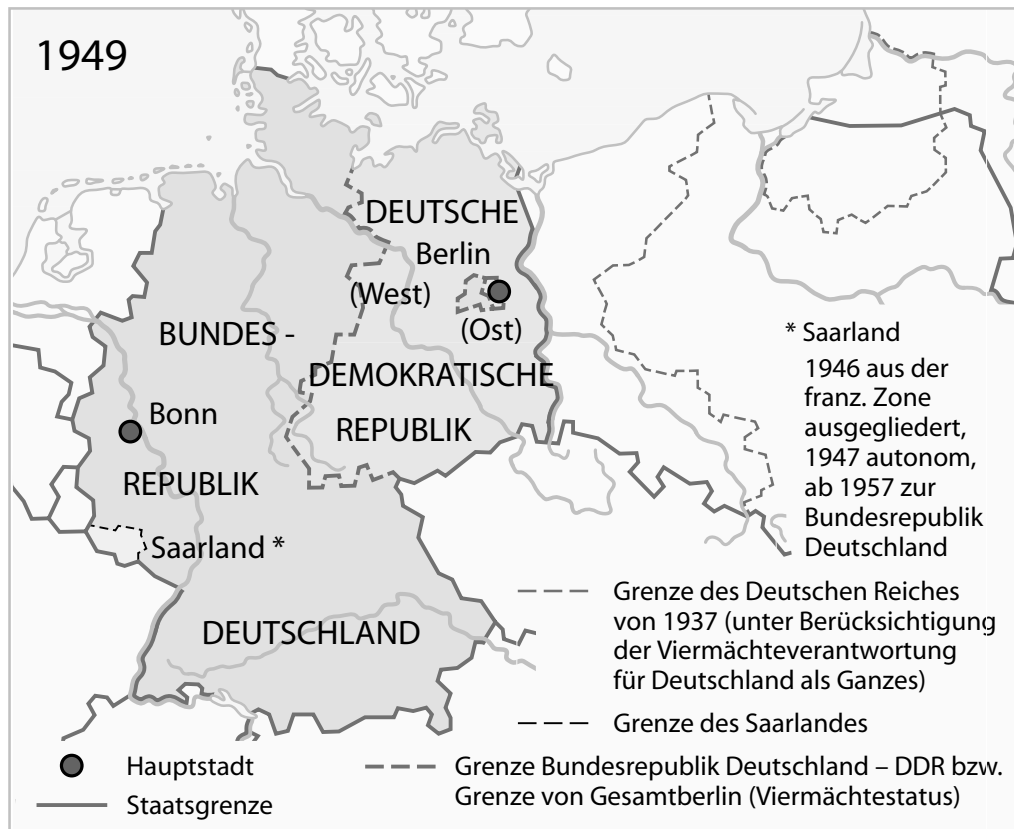 1949
DEUTSCHE
Berlin
(West)
(Ost)
BUNDES -
DEMOKRATISCHE
REPUBLIK
Bonn
REPUBLIK
Saarland *
DEUTSCHLAND
* Saarland
1946 aus der
franz. Zone
ausgegliedert,
1947 autonom,
ab 1957 zur
Bundesrepublik
Deutschland
Grenze des Deutschen Reiches
von 1937 (unter Berücksichtigung
der Viermächteverantwortung
für Deutschland als Ganzes)
Grenze des Saarlandes
Hauptstadt
Staatsgrenze
Grenze Bundesrepublik Deutschland – DDR bzw.
Grenze von Gesamtberlin (Viermächtestatus)